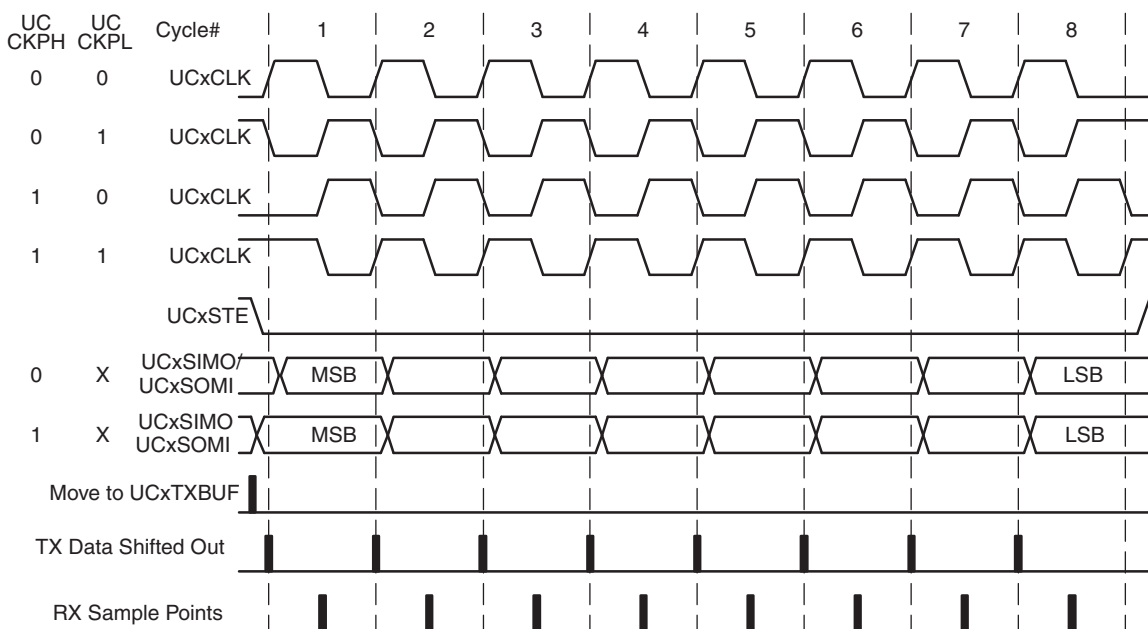 UC CKPH UC CKPL Cycle# 1 2 3 4 5 6 7 8
0 0 UCxCLK
0 1 UCxCLK
1 0 UCxCLK
1 1 UCxCLK
UCxSTE
0 X UCxSIMO/ UCxSOMI MSB LSB
1 X UCxSIMO UCxSOMI MSB LSB
Move to UCxTXBUF
TX Data Shifted Out
RX Sample Points